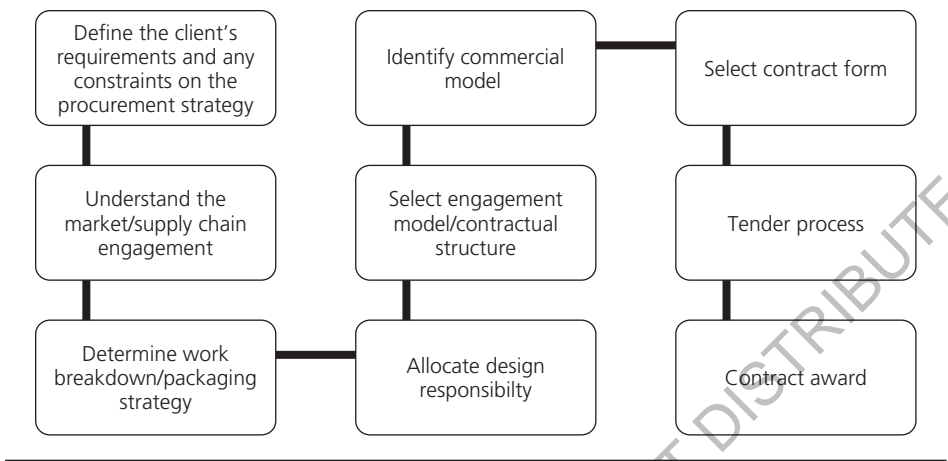 Define the client's
requirements and any
constraints on the
procurement strategy
Understand the
market/supply chain
engagement
Determine work
breakdown/packaging
strategy
Allocate design
responsibilty
Select engagement
model/contractual
structure
Identify commercial
model
Select contract form
Tender process
Contract award
DISTRIBUTE